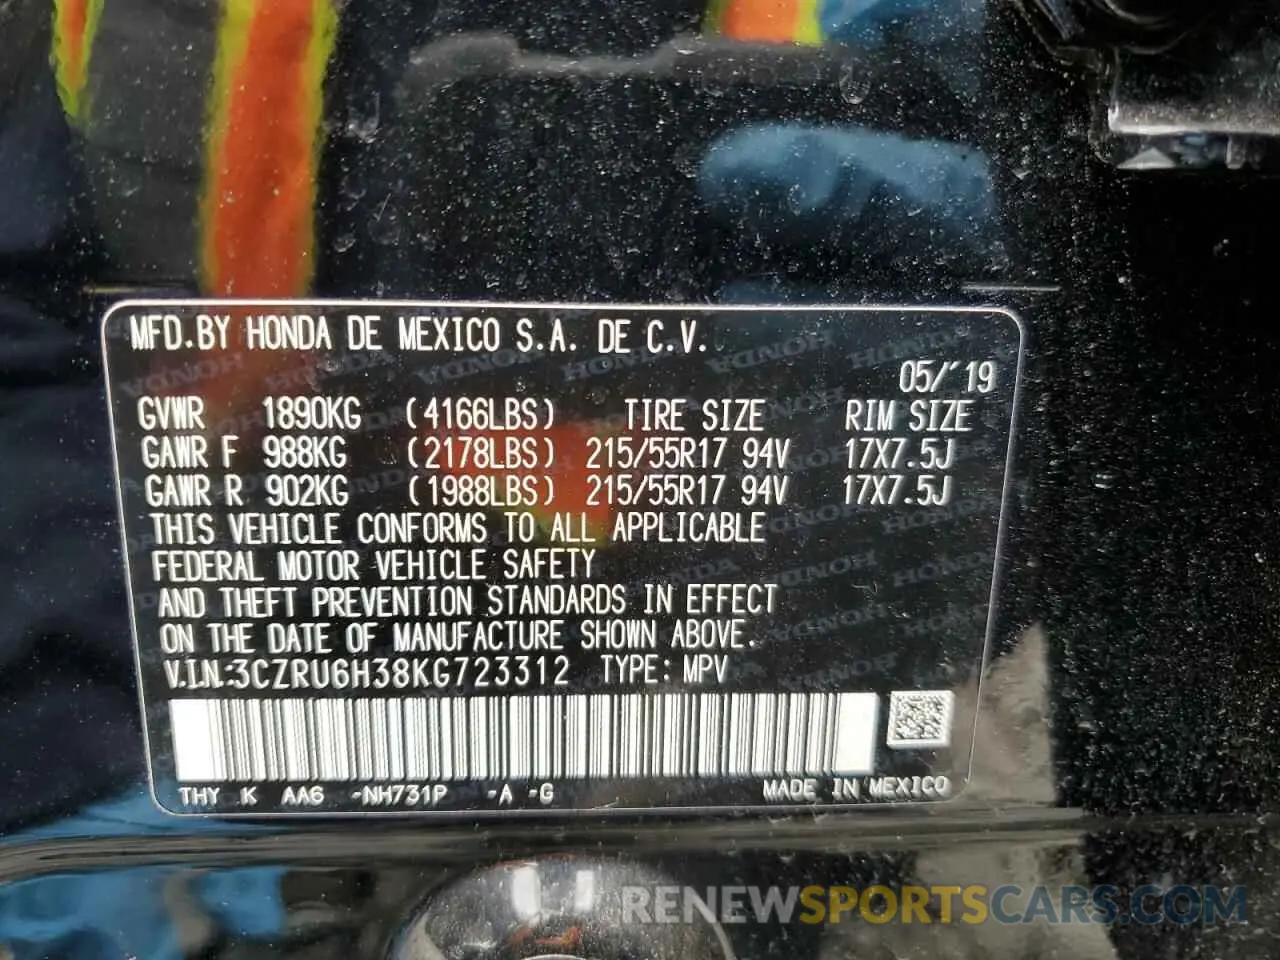 MFD.BY HONDA DE MEXICO S.A. DE C.V.
05/'19
GVWR 1890KG (4166LBS) TIRE SIZE RIM SIZE
GAWR F 988KG (2178LBS) 215/55R17 94V 17X7.5J
GAWR R 902KG (1988LBS) 215/55R17 94V 17X7.5J
THIS VEHICLE CONFORMS TO ALL APPLICABLE
FEDERAL MOTOR VEHICLE SAFETY
AND THEFT PREVENTION STANDARDS IN EFFECT
ON THE DATE OF MANUFACTURE SHOWN ABOVE.
V.I.N.:3CZRU6H38KG723312 TYPE: MPV
THY K AA6 -NH731P -A -G MADE IN MEXICO
RENEWSPORTSCARS.COM